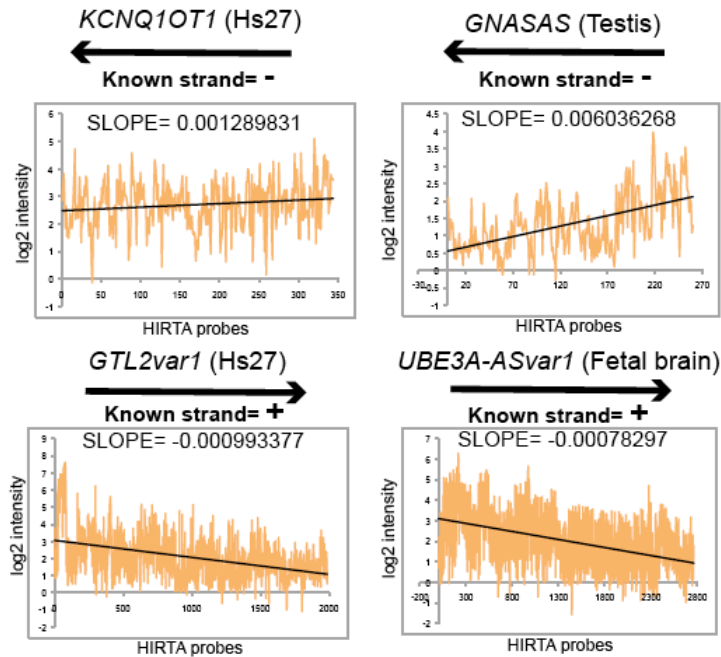 KCNQ1OT1 (Hs27)
Known strand= -
SLOPE= 0.001289831
log2 intensity
6
5
4
3
2
1
0
-1
0 50 100 150 200 250 300 350
HIRTA probes
GNASAS (Testis)
Known strand= -
SLOPE= 0.006036268
log2 intensity
4.5
4
3.5
3
2.5
2
1.5
1
0.5
0
-0.5
-1
-30 20 70 120 170 220 270
HIRTA probes
GTL2var1 (Hs27)
Known strand= +
SLOPE= -0.000993377
log2 intensity
9
8
7
6
5
4
3
2
1
0
-1
-2
0 500 1000 1500 2000
HIRTA probes
UBE3A-ASvar1 (Fetal brain)
Known strand= +
SLOPE= -0.00078297
log2 intensity
7
6
5
4
3
2
1
0
-1
-2
-200 300 800 1300 1800 2300 2800
HIRTA probes